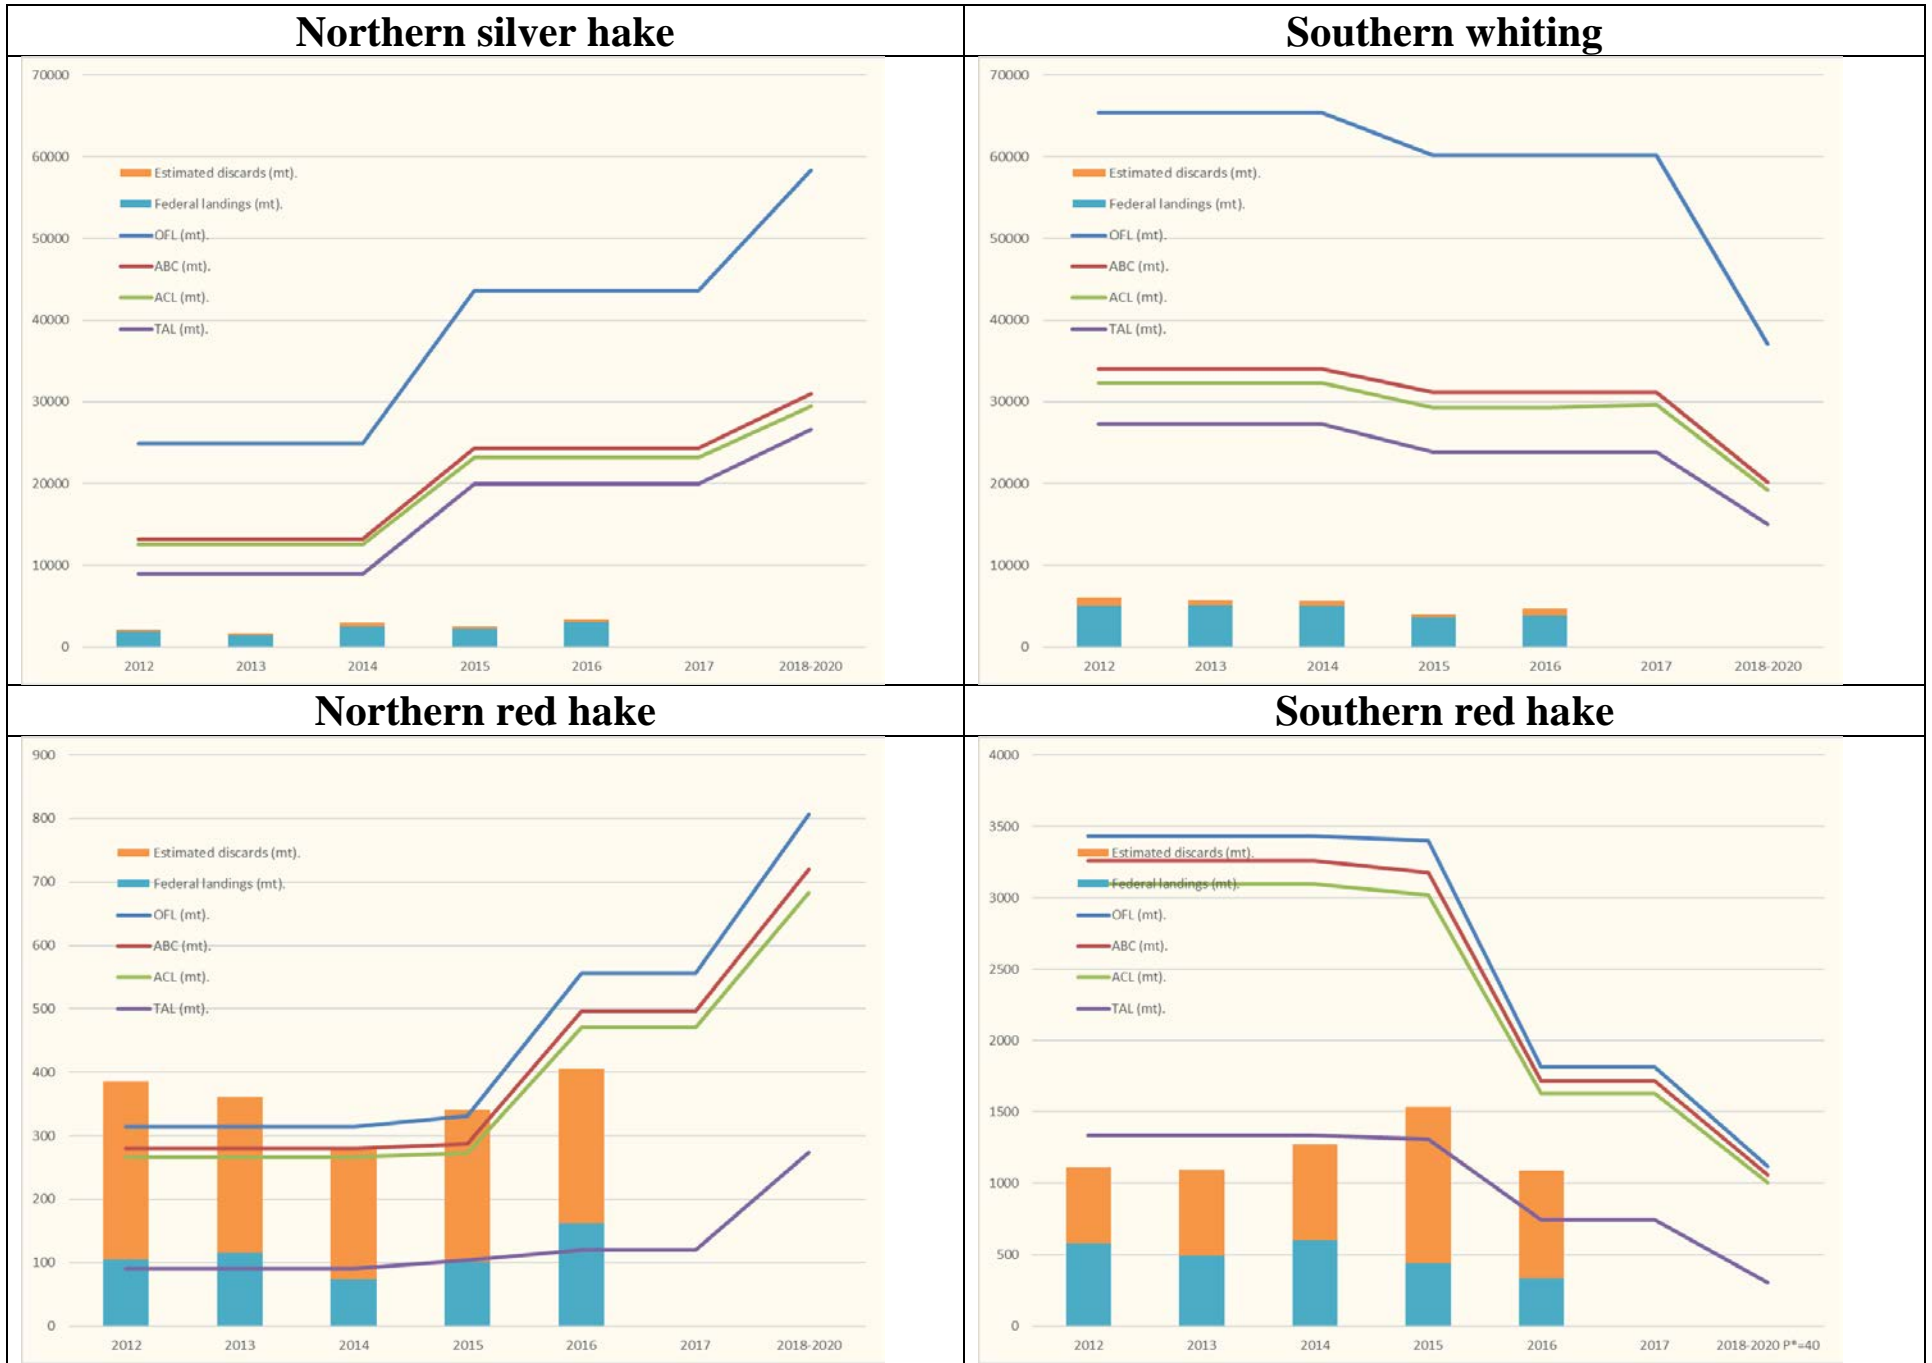 Northern silver hake
Southern whiting
70000
60000
50000
40000
30000
20000
10000
0
Estimated discards (mt).
Federal landings (mt).
OFL (mt).
ABC (mt).
ACL (mt).
TAL (mt).
2012 2013 2014 2015 2016 2017 2018-2020
70000
60000
50000
40000
30000
20000
10000
0
Estimated discards (mt).
Federal landings (mt).
OFL (mt).
ABC (mt).
ACL (mt).
TAL (mt).
2012 2013 2014 2015 2016 2017 2018-2020
Northern red hake
Southern red hake
900
800
700
600
500
400
300
200
100
0
Estimated discards (mt).
Federal landings (mt).
OFL (mt).
ABC (mt).
ACL (mt).
TAL (mt).
2012 2013 2014 2015 2016 2017 2018-2020
4000
3500
3000
2500
2000
1500
1000
500
0
Estimated discards (mt).
Federal landings (mt).
OFL (mt).
ABC (mt).
ACL (mt).
TAL (mt).
2012 2013 2014 2015 2016 2017 2018-2020 P*=40